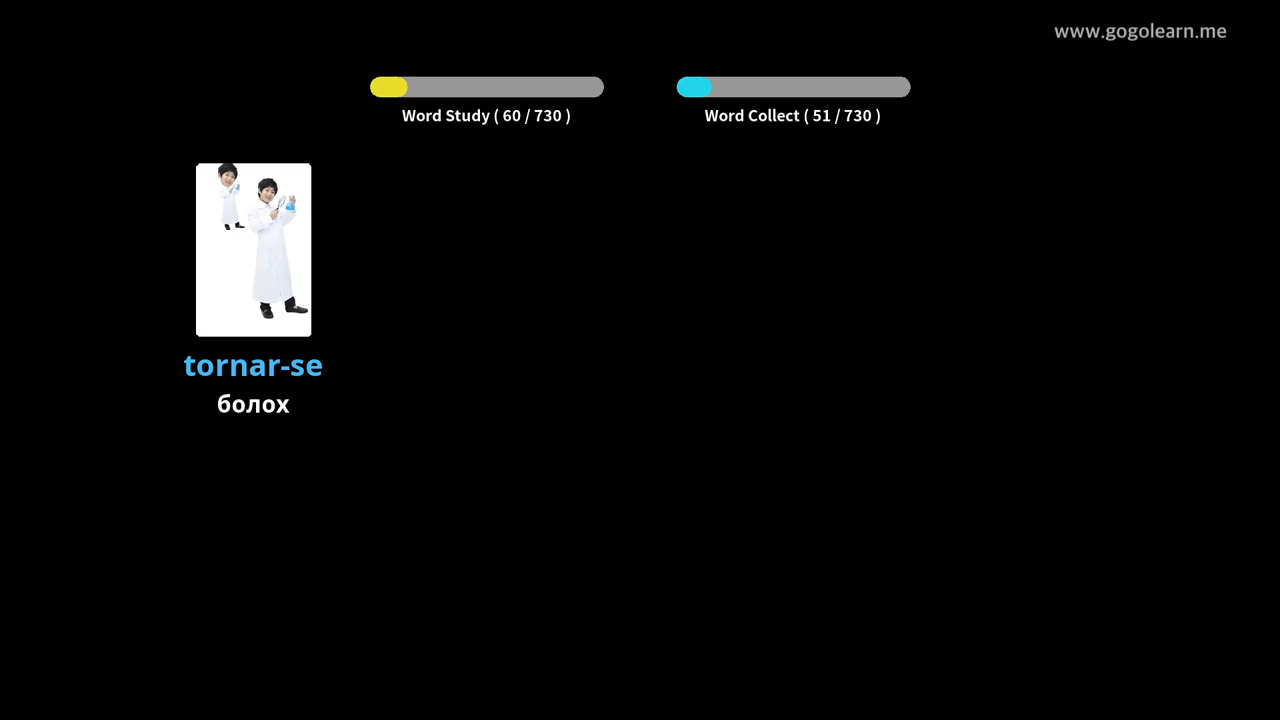 www.gogolearn.me
Word Study ( 60 / 730 )
Word Collect ( 51 / 730 )
tornar-se
болох